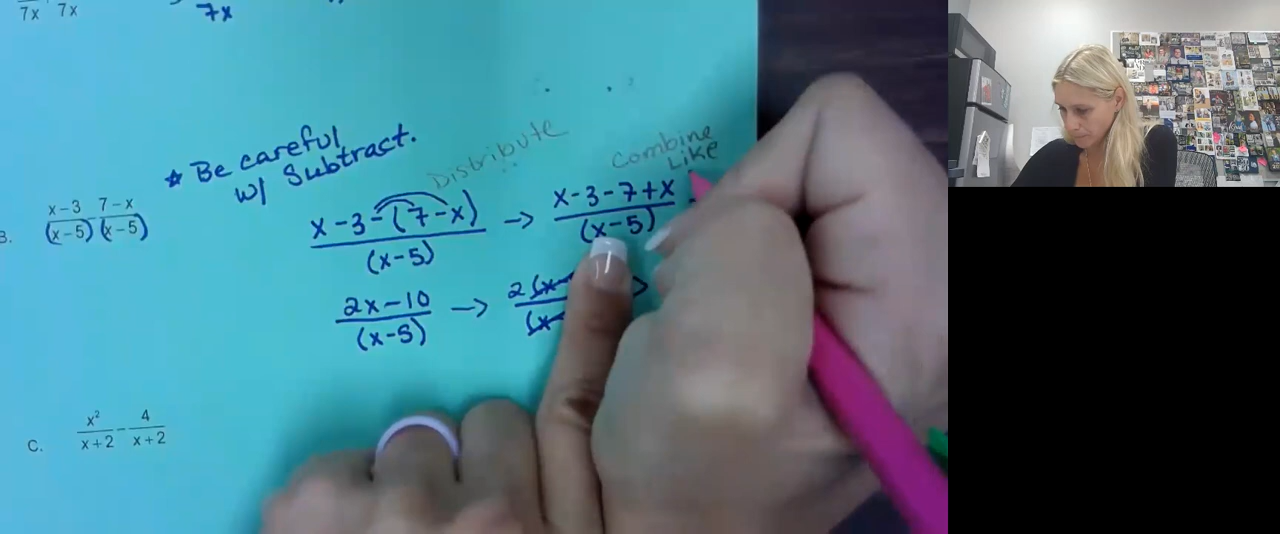 7x 7x
7x
* Be careful
w/ Subtract.
Distribute
Combine
Like
x-3 7-x
(x-5) (x-5)
x-3-(7-x) → x-3-7+x
(x-5) (x-5)
2x-10 → 2
(x-5)
C. x² - 4
x+2 x+2